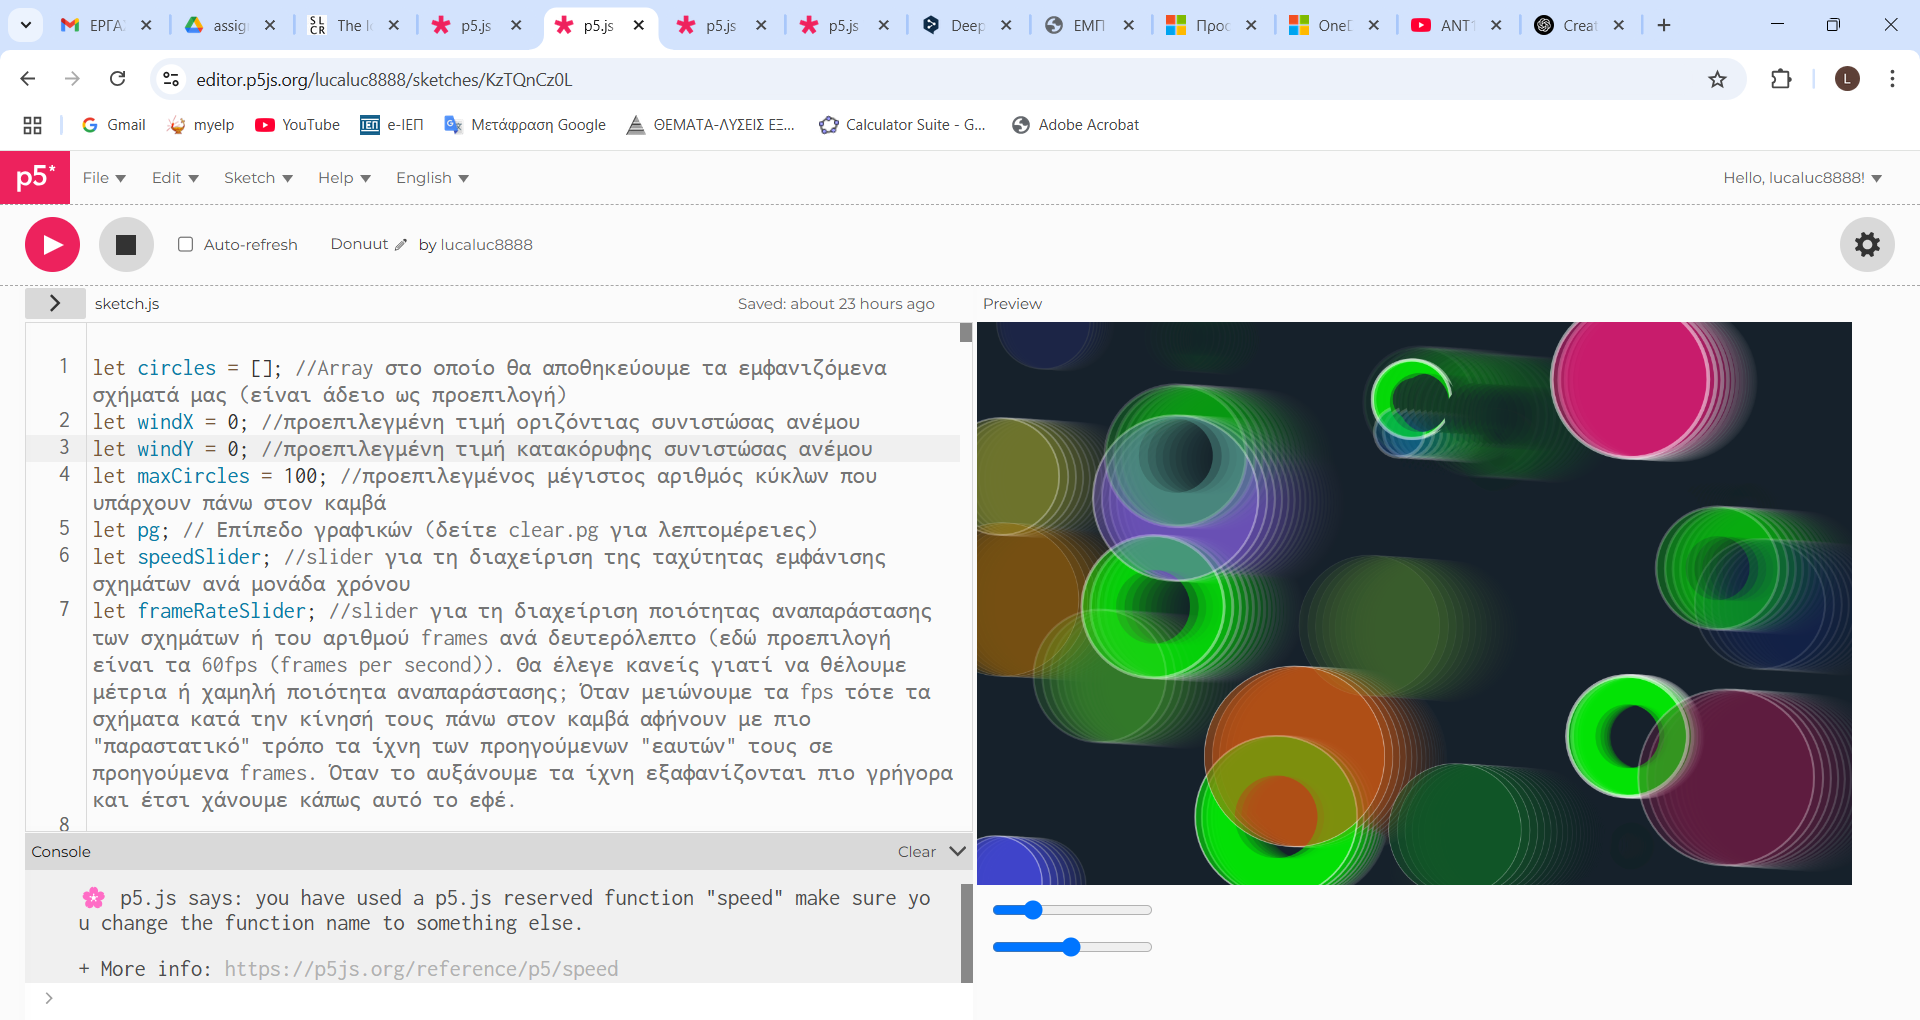 ΕΡΓΑ
assig
SL CR The le
p5.js
p5.js
p5.js
p5.js
Deep
ΕΜΠ
Προσ
OneD
ANT1
Creat
editor.p5js.org/lucaluc8888/sketches/KzTQnCz0L
L
Gmail
myelp
YouTube
ΙΕΠ e-ΙΕΠ
Μετάφραση Google
ΘΕΜΑΤΑ-ΛΥΣΕΙΣ ΕΞ...
Calculator Suite - G...
Adobe Acrobat
p5*
File
Edit
Sketch
Help
English
Hello, lucaluc8888!
Auto-refresh
Donuut
by lucaluc8888
sketch.js
Saved: about 23 hours ago
Preview
1 let circles = []; //Array στο οποίο θα αποθηκεύουμε τα εμφανιζόμενα
σχήματά μας (είναι άδειο ως προεπιλογή)
2 let windX = 0; //προεπιλεγμένη τιμή οριζόντιας συνιστώσας ανέμου
3 let windY = 0; //προεπιλεγμένη τιμή κατακόρυφης συνιστώσας ανέμου
4 let maxCircles = 100; //προεπιλεγμένος μέγιστος αριθμός κύκλων που
υπάρχουν πάνω στον καμβά
5 let pg; // Επίπεδο γραφικών (δείτε clear.pg για λεπτομέρειες)
6 let speedSlider; //slider για τη διαχείριση της ταχύτητας εμφάνισης
σχημάτων ανά μονάδα χρόνου
7 let frameRateSlider; //slider για τη διαχείριση ποιότητας αναπαράστασης
των σχημάτων ή του αριθμού frames ανά δευτερόλεπτο (εδώ προεπιλογή
είναι τα 60fps (frames per second)). Θα έλεγε κανείς γιατί να θέλουμε
μέτρια ή χαμηλή ποιότητα αναπαράστασης; Όταν μειώνουμε τα fps τότε τα
σχήματα κατά την κίνησή τους πάνω στον καμβά αφήνουν με πιο
"παραστατικό" τρόπο τα ίχνη των προηγούμενων "εαυτών" τους σε
προηγούμενα frames. Όταν το αυξάνουμε τα ίχνη εξαφανίζονται πιο γρήγορα
και έτσι χάνουμε κάπως αυτό το εφέ.
8
Console
Clear
p5.js says: you have used a p5.js reserved function "speed" make sure yo
u change the function name to something else.
+ More info: https://p5js.org/reference/p5/speed